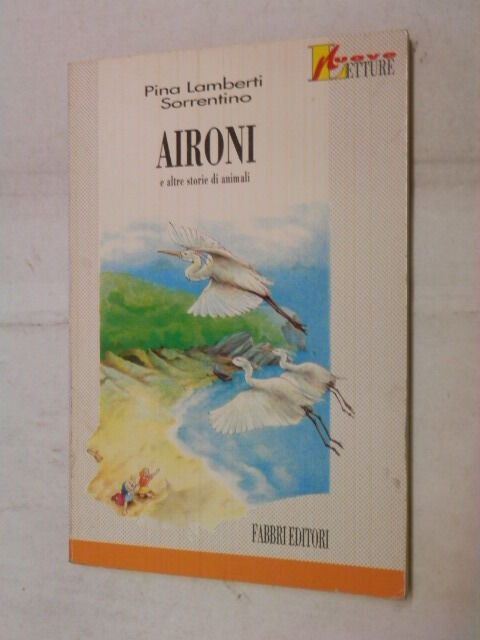 Nuove
LETTURE
Pina Lamberti
Sorrentino
AIRONI
e altre storie di animali
FABBRI EDITORI